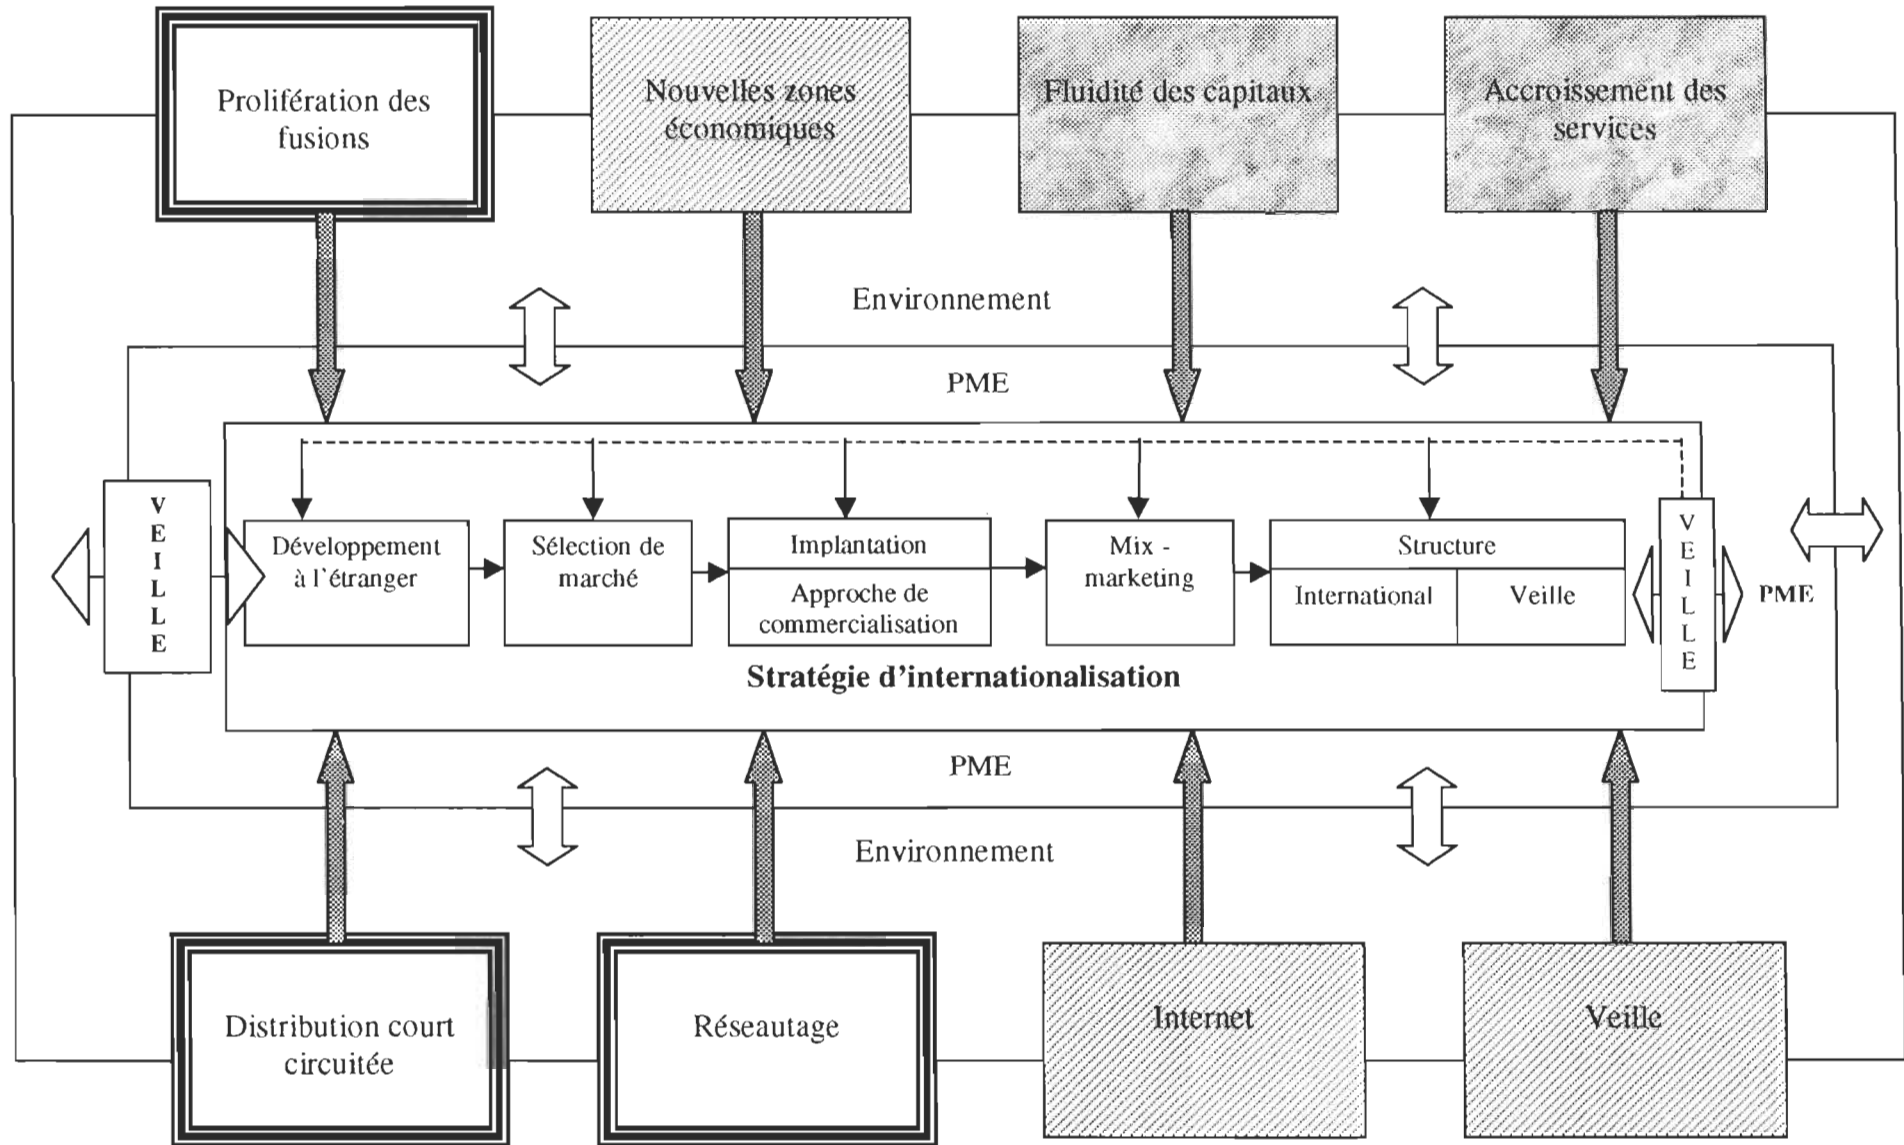 Prolifération des
fusions
Nouvelles zones
économiques
Fluidité des capitaux
Accroissement des
services
Environnement
PME
VEILLE
Développement
à l'étranger
Sélection de
marché
Implantation
Approche de
commercialisation
Mix -
marketing
Structure
International
Veille
VEILLE
PME
Stratégie d'internationalisation
PME
Environnement
Distribution court
circuitée
Réseautage
Internet
Veille